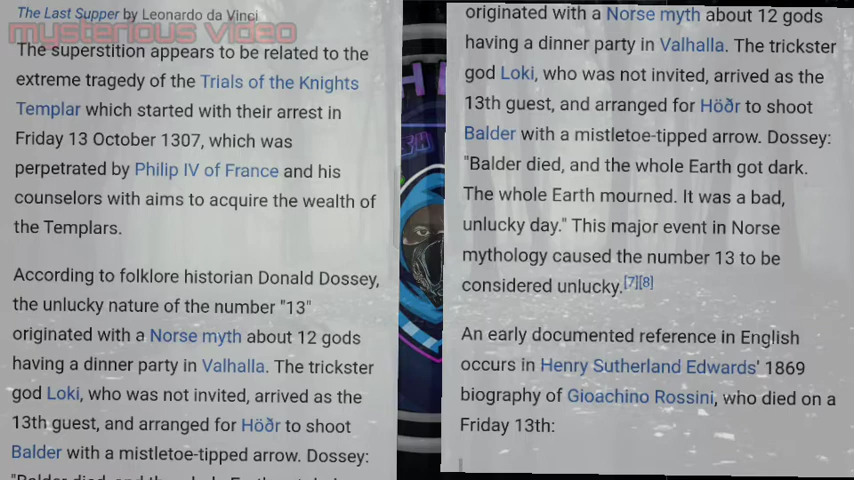 The Last Supper by Leonardo da Vinci
mysterious video
The superstition appears to be related to the
extreme tragedy of the Trials of the Knights
Templar which started with their arrest in
Friday 13 October 1307, which was
perpetrated by Philip IV of France and his
counselors with aims to acquire the wealth of
the Templars.
According to folklore historian Donald Dossey,
the unlucky nature of the number "13"
originated with a Norse myth about 12 gods
having a dinner party in Valhalla. The trickster
god Loki, who was not invited, arrived as the
13th guest, and arranged for Höðr to shoot
Balder with a mistletoe-tipped arrow. Dossey:
originated with a Norse myth about 12 gods
having a dinner party in Valhalla. The trickster
god Loki, who was not invited, arrived as the
13th guest, and arranged for Höðr to shoot
Balder with a mistletoe-tipped arrow. Dossey:
"Balder died, and the whole Earth got dark.
The whole Earth mourned. It was a bad,
unlucky day." This major event in Norse
mythology caused the number 13 to be
considered unlucky.[7][8]
An early documented reference in English
occurs in Henry Sutherland Edwards' 1869
biography of Gioachino Rossini, who died on a
Friday 13th: